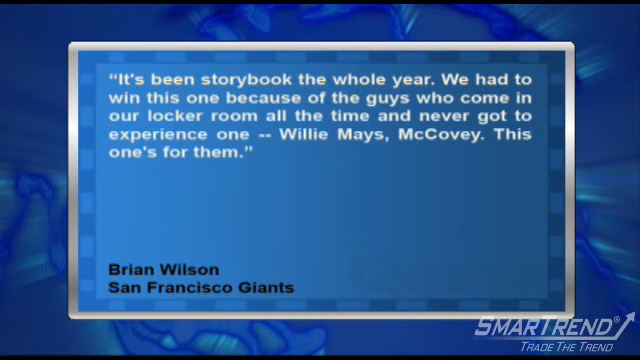 “It's been storybook the whole year. We had to
win this one because of the guys who come in
our locker room all the time and never got to
experience one -- Willie Mays, McCovey. This
one's for them.”
Brian Wilson
San Francisco Giants
SMARTREND®
TRADE THE TREND